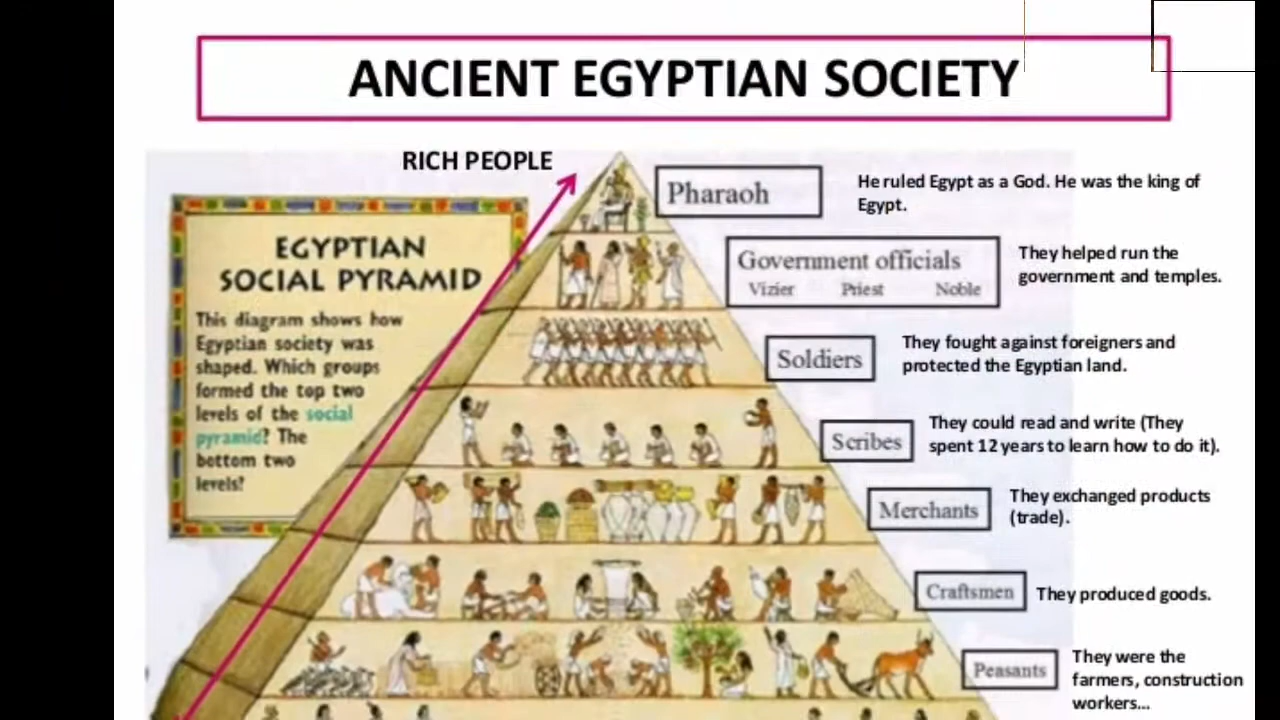 ANCIENT EGYPTIAN SOCIETY
RICH PEOPLE
EGYPTIAN
SOCIAL PYRAMID
This diagram shows how
Egyptian society was
shaped. Which groups
formed the top two
levels of the social
pyramid? The
bottom two
levels?
Pharaoh
He ruled Egypt as a God. He was the king of
Egypt.
Government officials
Vizier Priest Noble
They helped run the
government and temples.
Soldiers
They fought against foreigners and
protected the Egyptian land.
Scribes
They could read and write (They
spent 12 years to learn how to do it).
Merchants
They exchanged products
(trade).
Craftsmen
They produced goods.
Peasants
They were the
farmers, construction
workers...